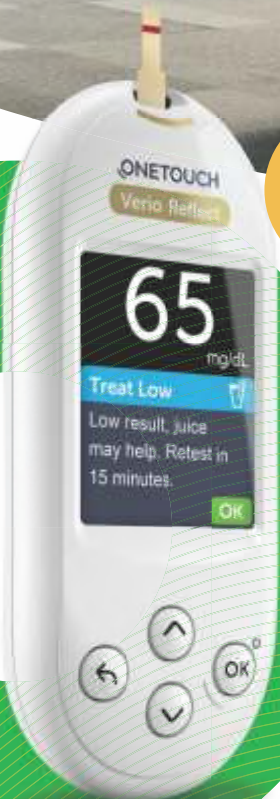 ONETOUCH
Verio Reflect
65
mg/dL
Treat Low
Low result, juice
may help. Retest in
15 minutes.
OK
OK